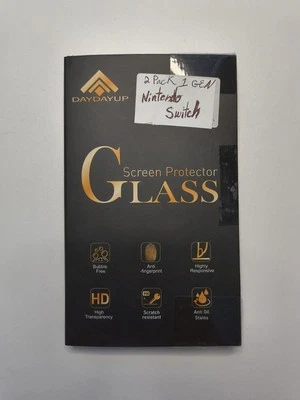 DAYDAYUP
2 Pack 1 GEN
Nintendo
Switch
Screen Protector
GLASS
Bubble
Free
Anti
-fingerprint
Highly
Responsive
HD
High
Transparency
Scratch
resistant
Anti Oil
Stains